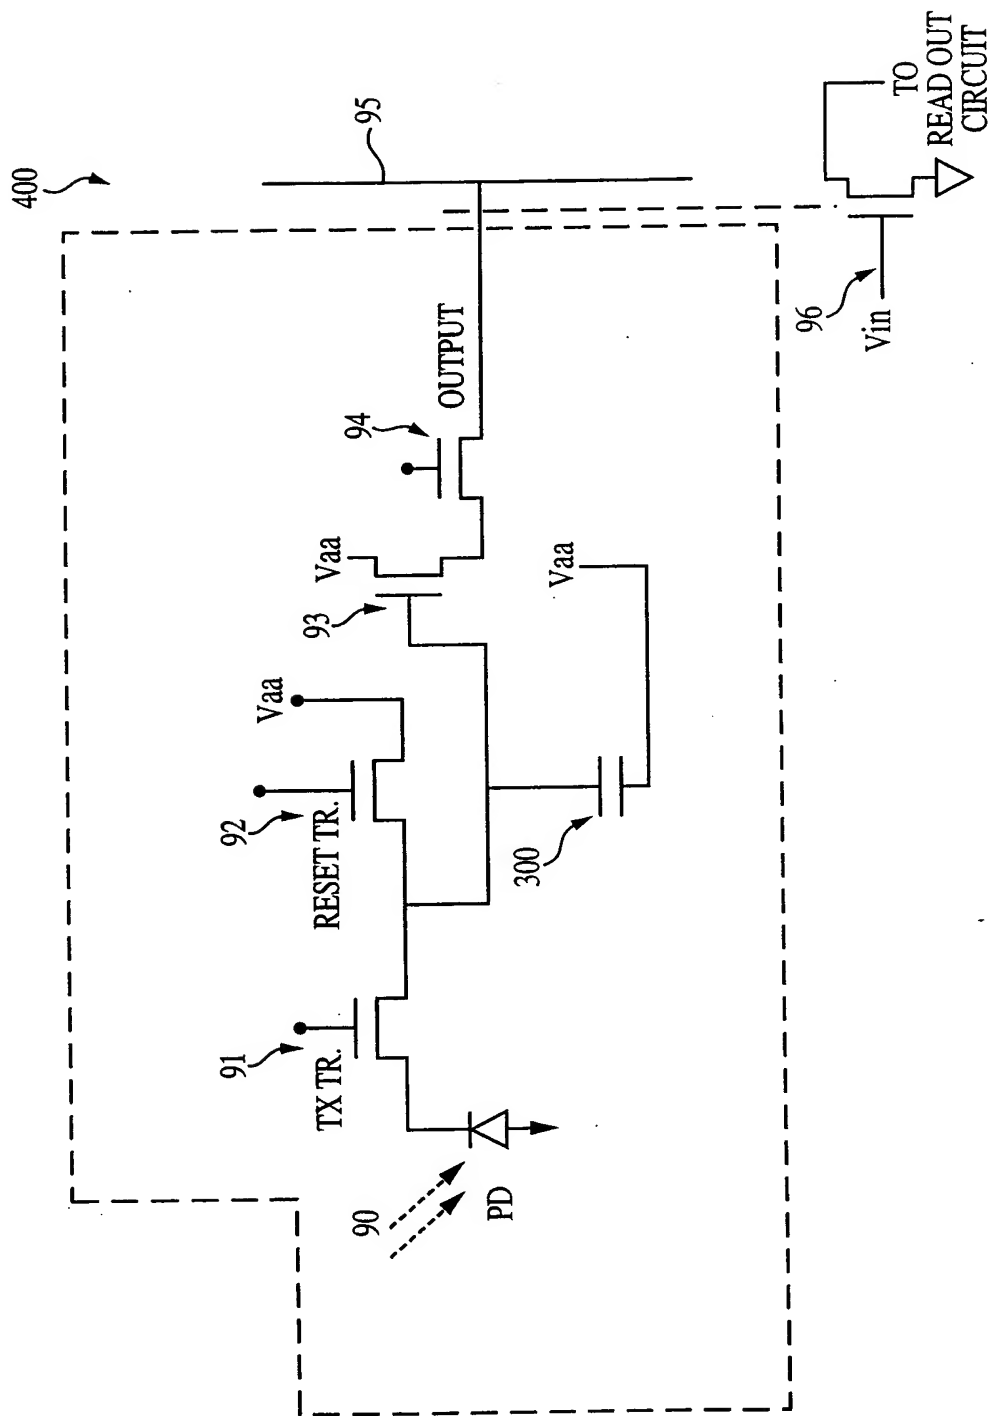 400
95
TO
READ OUT
CIRCUIT
96
Vin
OUTPUT
94
Vaa
93
Vaa
Vaa
92
RESET TR.
300
91
TX TR.
90
PD